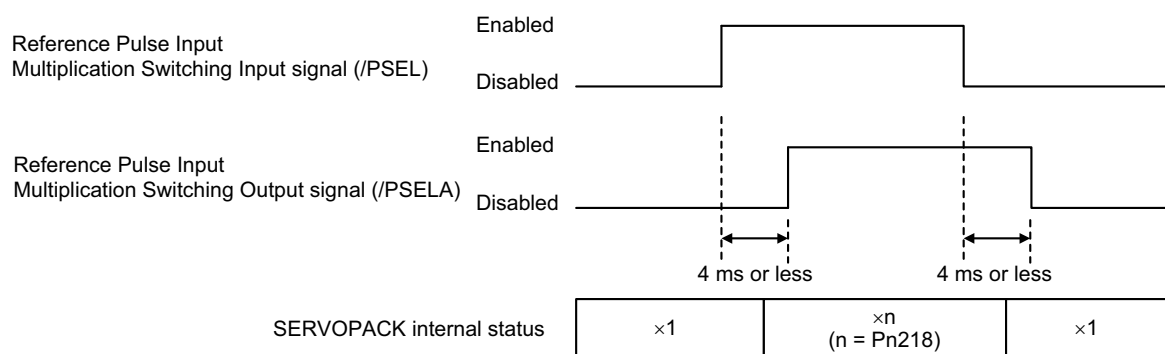 Reference Pulse Input
Multiplication Switching Input signal (/PSEL)
Enabled
Disabled
Reference Pulse Input
Multiplication Switching Output signal (/PSELA)
Enabled
Disabled
4 ms or less
4 ms or less
SERVOPACK internal status
×1
×n
(n = Pn218)
×1